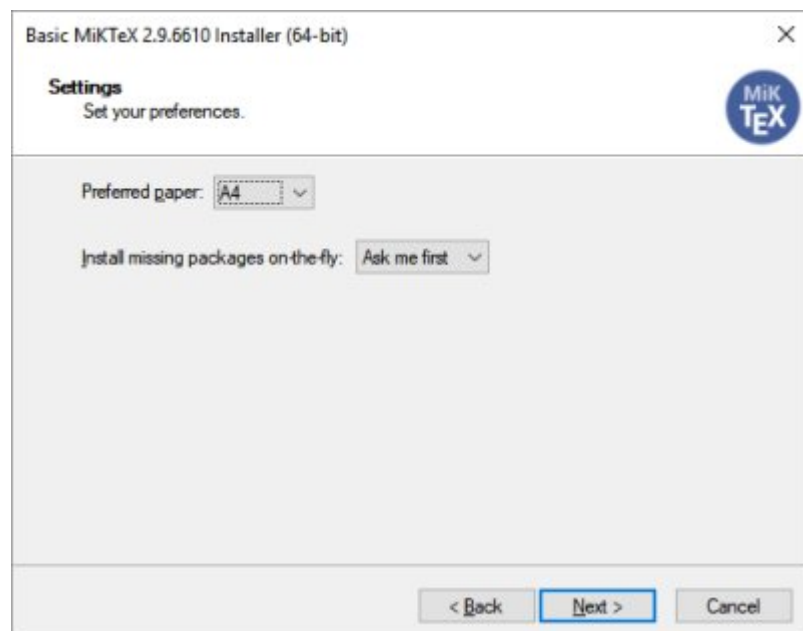 Basic MiKTeX 2.9.6610 Installer (64-bit)
Settings
Set your preferences.
MiK
TEX
Preferred paper: A4
Install missing packages on-the-fly: Ask me first
< Back Next > Cancel